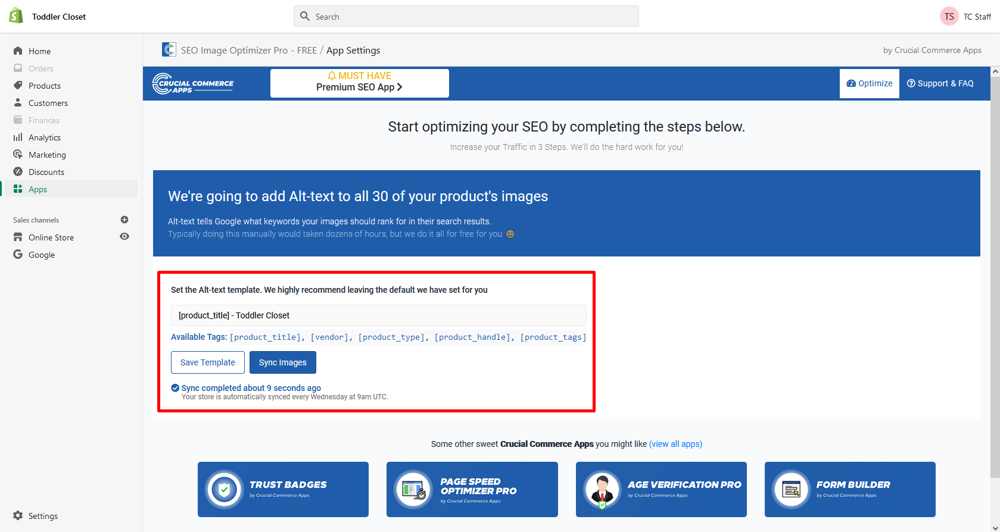 Toddler Closet
Search
TS TC Staff
Home
Orders
Products
Customers
Finances
Analytics
Marketing
Discounts
Apps
Sales channels
Online Store
Google
Settings
SEO Image Optimizer Pro - FREE / App Settings
by Crucial Commerce Apps
CRUCIAL COMMERCE
APPS
MUST HAVE
Premium SEO App
Optimize
Support & FAQ
Start optimizing your SEO by completing the steps below.
Increase your Traffic in 3 Steps. We'll do the hard work for you!
We're going to add Alt-text to all 30 of your product's images
Alt-text tells Google what keywords your images should rank for in their search results.
Typically doing this manually would taken dozens of hours, but we do it all for free for you
Set the Alt-text template. We highly recommend leaving the default we have set for you
[product_title] - Toddler Closet
Available Tags: [product_title], [vendor], [product_type], [product_handle], [product_tags]
Save Template
Sync Images
Sync completed about 9 seconds ago
Your store is automatically synced every Wednesday at 9am UTC.
Some other sweet Crucial Commerce Apps you might like (view all apps)
TRUST BADGES
by Crucial Commerce Apps
PAGE SPEED
OPTIMIZER PRO
by Crucial Commerce Apps
AGE VERIFICATION PRO
by Crucial Commerce Apps
FORM BUILDER
by Crucial Commerce Apps